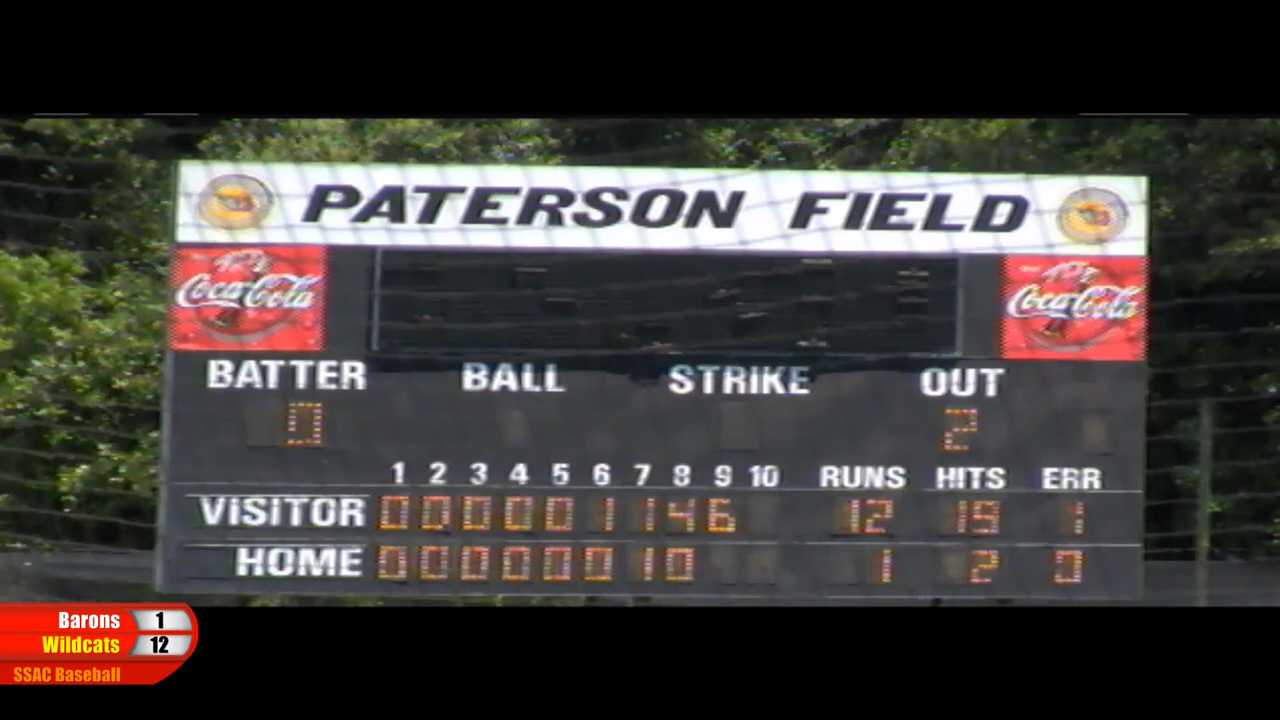 PATERSON FIELD
Coca-Cola Coca-Cola
BATTER BALL STRIKE OUT
0 2
1 2 3 4 5 6 7 8 9 10 RUNS HITS ERR
VISITOR 0 0 0 0 0 1 1 4 6 12 19 1
HOME 0 0 0 0 0 0 1 0 1 2 0
Barons 1
Wildcats 12
SSAC Baseball